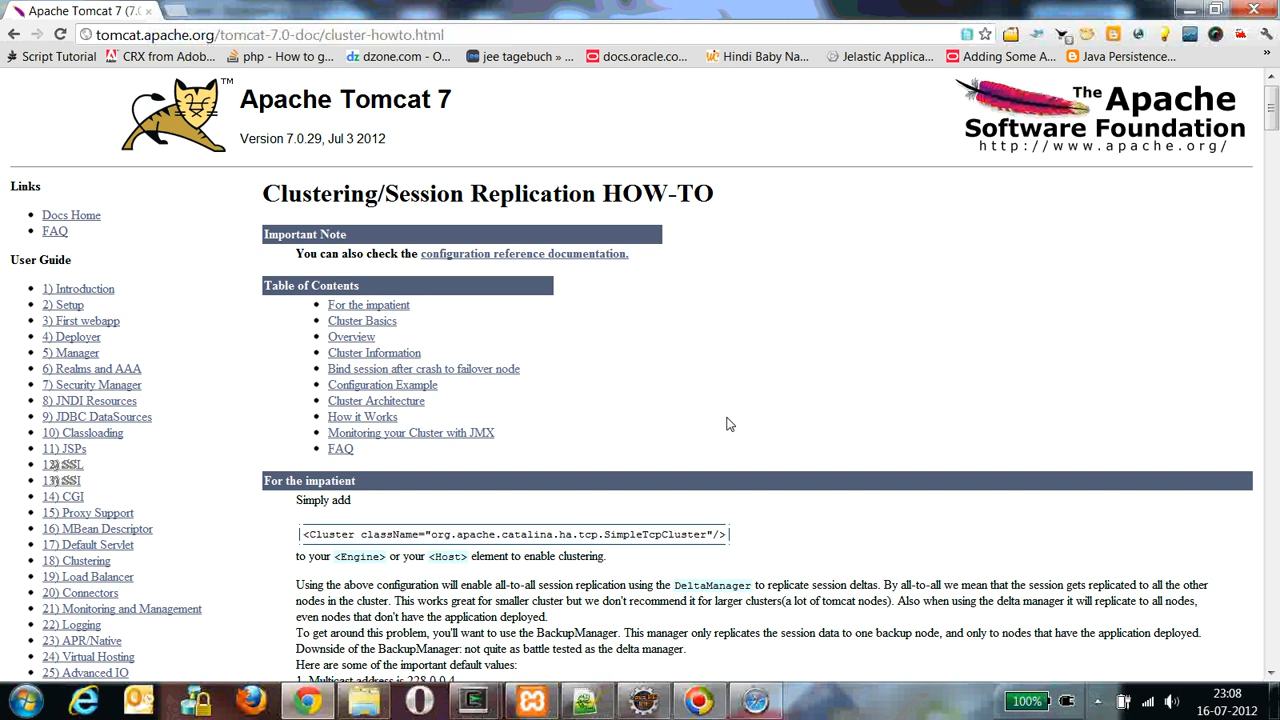 Apache Tomcat 7 (7.0
tomcat.apache.org/tomcat-7.0-doc/cluster-howto.html
Script Tutorial
CRX from Adob...
pbp - How to g...
dzone.com - O...
jee tagebuch » ...
docs.oracle.co...
Hindi Baby Na...
Jelastic Applica...
Adding Some A...
Java Persistence...
»
TM
Apache Tomcat 7
Version 7.0.29, Jul 3 2012
The Apache
Software Foundation
http://www.apache.org/
Links
Docs Home
FAQ
User Guide
1) Introduction
2) Setup
3) First webapp
4) Deployer
5) Manager
6) Realms and AAA
7) Security Manager
8) JNDI Resources
9) JDBC DataSources
10) Classloading
11) JSPs
12) SSL
13) SSI
14) CGI
15) Proxy Support
16) MBean Descriptor
17) Default Servlet
18) Clustering
19) Load Balancer
20) Connectors
21) Monitoring and Management
22) Logging
23) APR/Native
24) Virtual Hosting
25) Advanced IO
Clustering/Session Replication HOW-TO
Important Note
You can also check the configuration reference documentation.
Table of Contents
For the impatient
Cluster Basics
Overview
Cluster Information
Bind session after crash to failover node
Configuration Example
Cluster Architecture
How it Works
Monitoring your Cluster with JMX
FAQ
For the impatient
Simply add
<Cluster className="org.apache.catalina.ha.tcp.SimpleTcpCluster"/>
to your <Engine> or your <Host> element to enable clustering.
Using the above configuration will enable all-to-all session replication using the DeltaManager to replicate session deltas. By all-to-all we mean that the session gets replicated to all the other
nodes in the cluster. This works great for smaller cluster but we don't recommend it for larger clusters(a lot of tomcat nodes). Also when using the delta manager it will replicate to all nodes,
even nodes that don't have the application deployed.
To get around this problem, you'll want to use the BackupManager. This manager only replicates the session data to one backup node, and only to nodes that have the application deployed.
Downside of the BackupManager: not quite as battle tested as the delta manager.
Here are some of the important default values:
1. Multicast address is 228.0.0.4
100%
23:08
16-07-2012